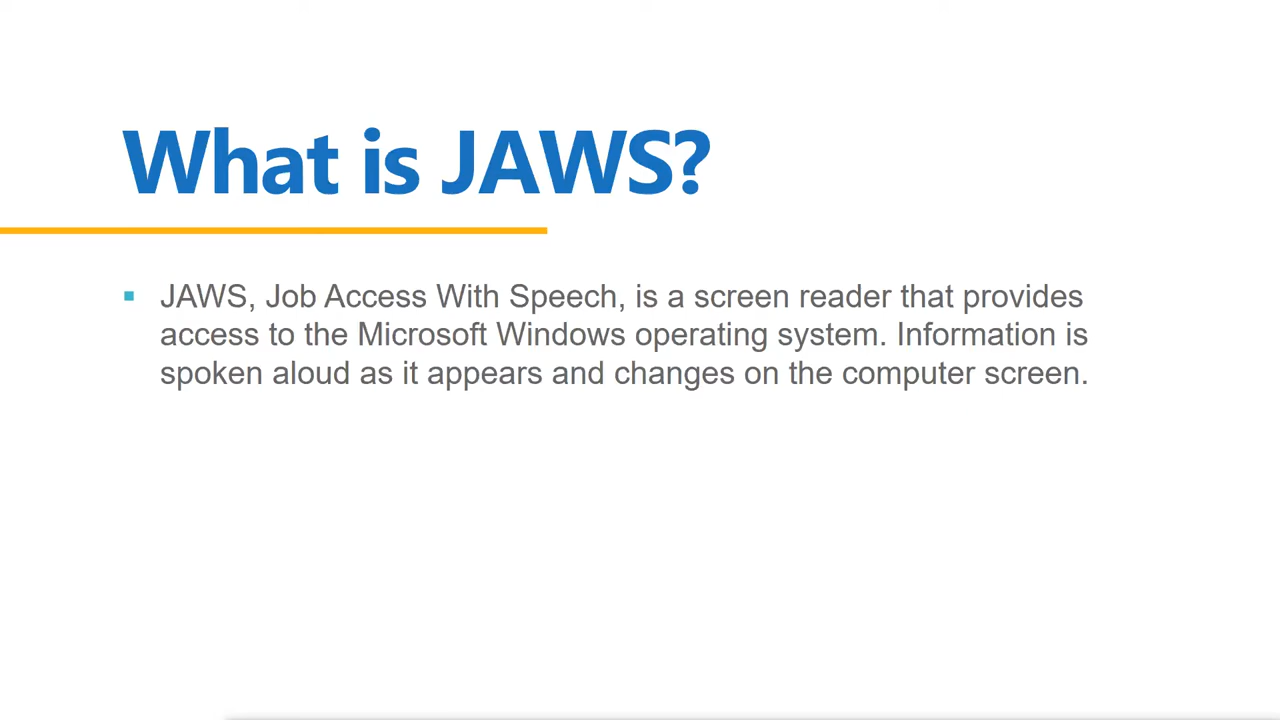 What is JAWS?
▪ JAWS, Job Access With Speech, is a screen reader that provides
access to the Microsoft Windows operating system. Information is
spoken aloud as it appears and changes on the computer screen.